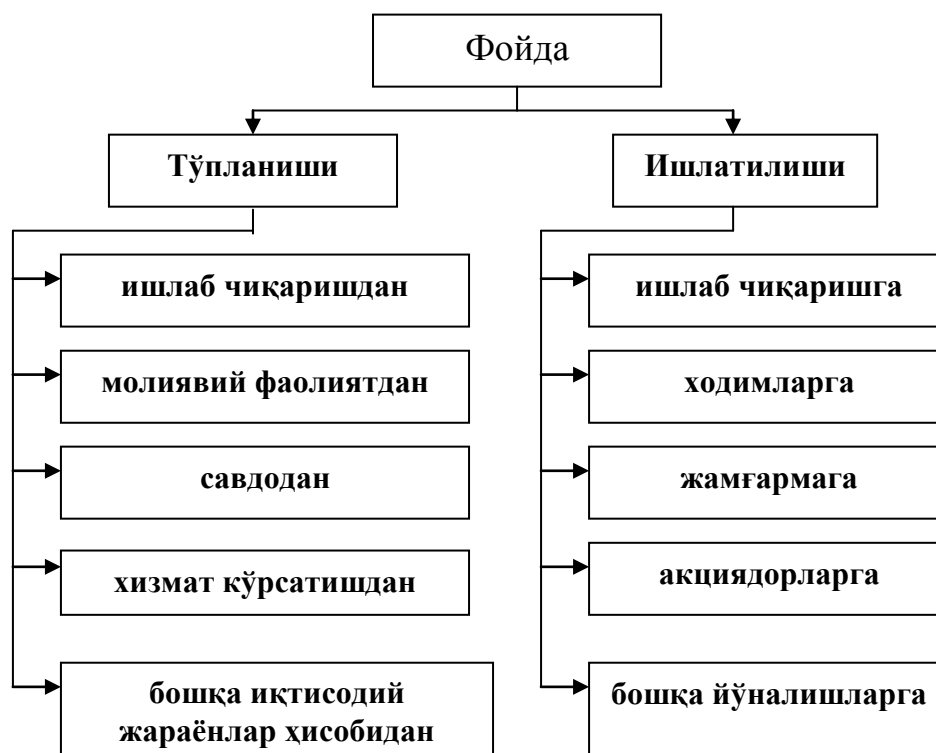 Фойда
Тўпланиши
Ишлатилиши
ишлаб чиқаришдан
молиявий фаолиятдан
савдодан
хизмат кўрсатишдан
бошқа иқтисодий
жараёнлар ҳисобидан
ишлаб чиқаришга
ходимларга
жамғармага
акциядорларга
бошқа йўналишларга